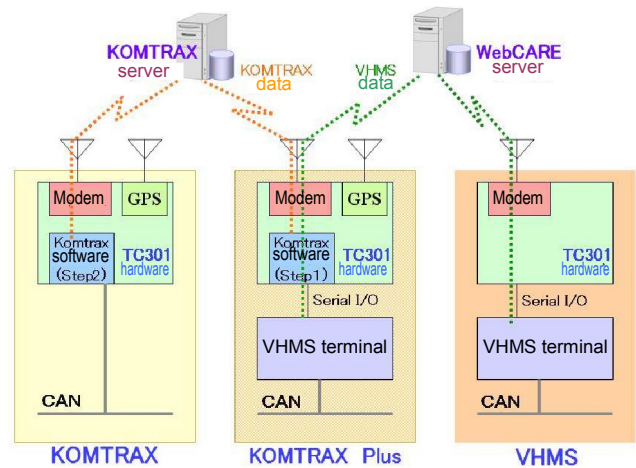 KOMTRAX
server
KOMTRAX
data
VHMS
data
WebCARE
server
Modem
GPS
Komtrax
software
(Step2)
TC301
hardware
CAN
KOMTRAX
Modem
GPS
Komtrax
software
(Step1)
TC301
hardware
Serial I/O
VHMS terminal
CAN
KOMTRAX Plus
Modem
TC301
hardware
Serial I/O
VHMS terminal
CAN
VHMS